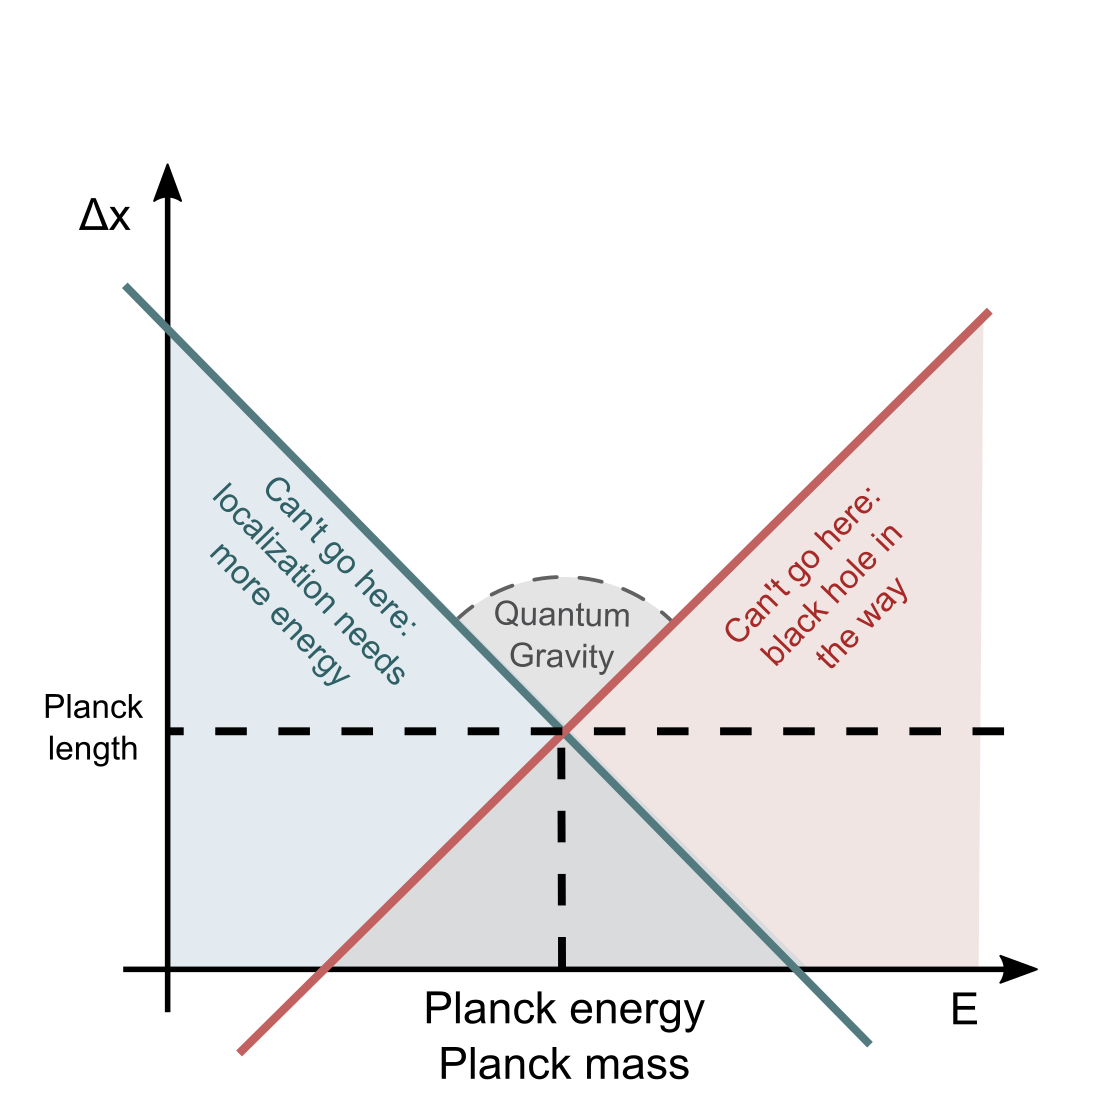 Δx
Can't go here:
localization needs
more energy
Can't go here:
black hole in
the way
Quantum
Gravity
Planck
length
Planck energy
Planck mass
E